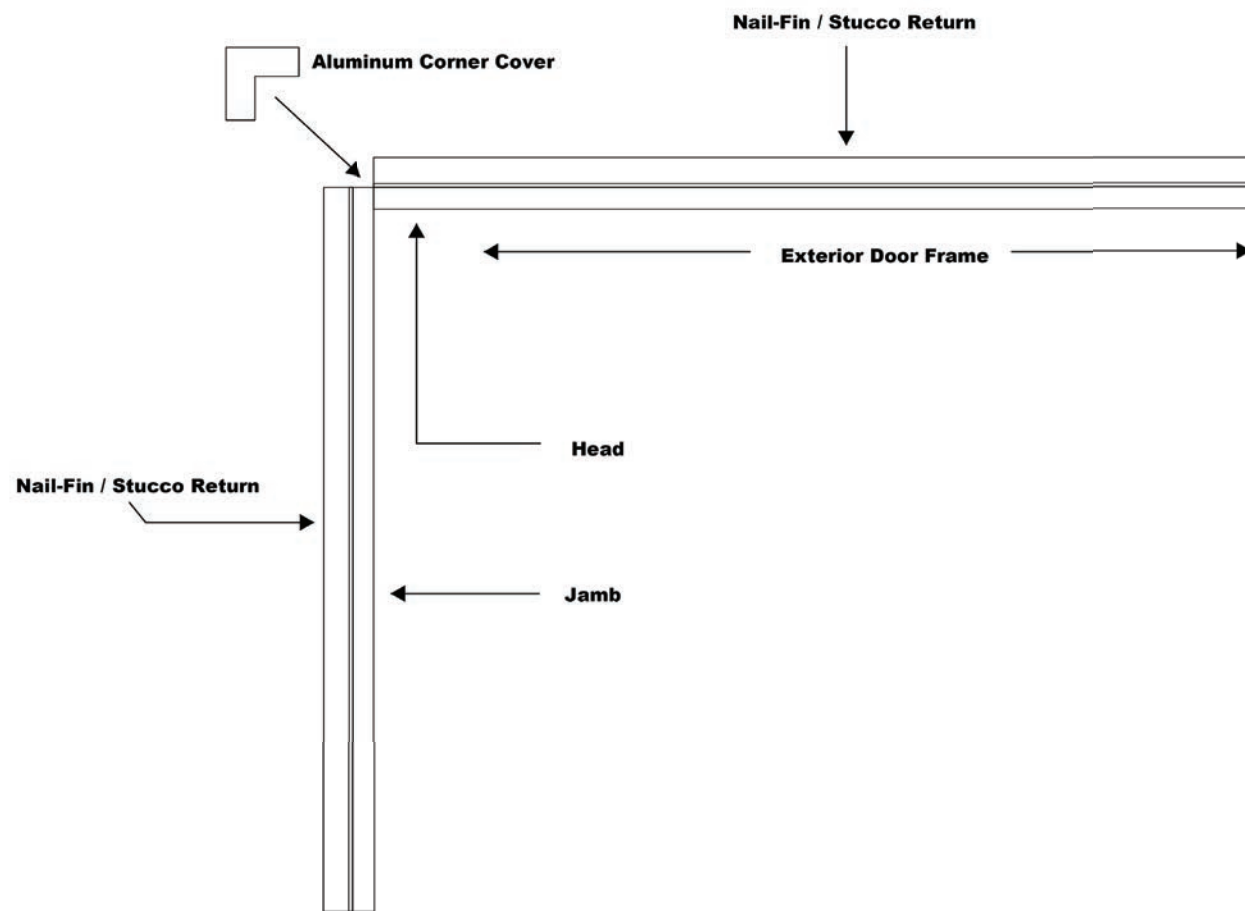 Nail-Fin / Stucco Return
Aluminum Corner Cover
Exterior Door Frame
Head
Nail-Fin / Stucco Return
Jamb